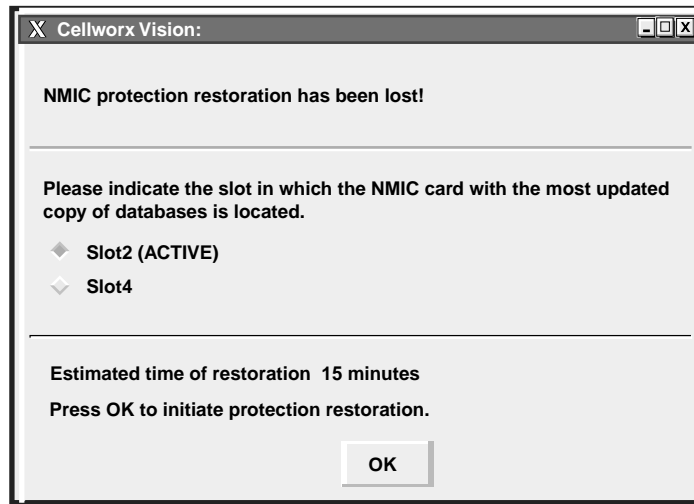 X Cellworx Vision:
NMIC protection restoration has been lost!
Please indicate the slot in which the NMIC card with the most updated
copy of databases is located.
Slot2 (ACTIVE)
Slot4
Estimated time of restoration 15 minutes
Press OK to initiate protection restoration.
OK